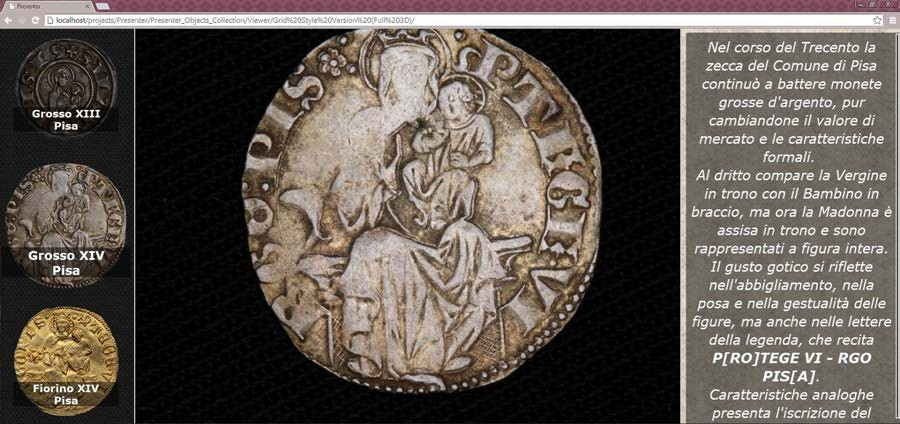 Presenter
localhost/projects/Presenter/Presenter_Objects_Collection/Viewer/Grid%20Style%20Version%20(Full%203D)/
Grosso XIII
Pisa
Grosso XIV
Pisa
Fiorino XIV
Pisa
PIS
PTEGE VI
Nel corso del Trecento la
zecca del Comune di Pisa
continuò a battere monete
grosse d'argento, pur
cambiandone il valore di
mercato e le caratteristiche
formali.
Al dritto compare la Vergine
in trono con il Bambino in
braccio, ma ora la Madonna è
assisa in trono e sono
rappresentati a figura intera.
Il gusto gotico si riflette
nell'abbigliamento, nella
posa e nella gestualità delle
figure, ma anche nelle lettere
della legenda, che recita
P[RO]TEGE VI - RGO
PIS[A].
Caratteristiche analoghe
presenta l'iscrizione del